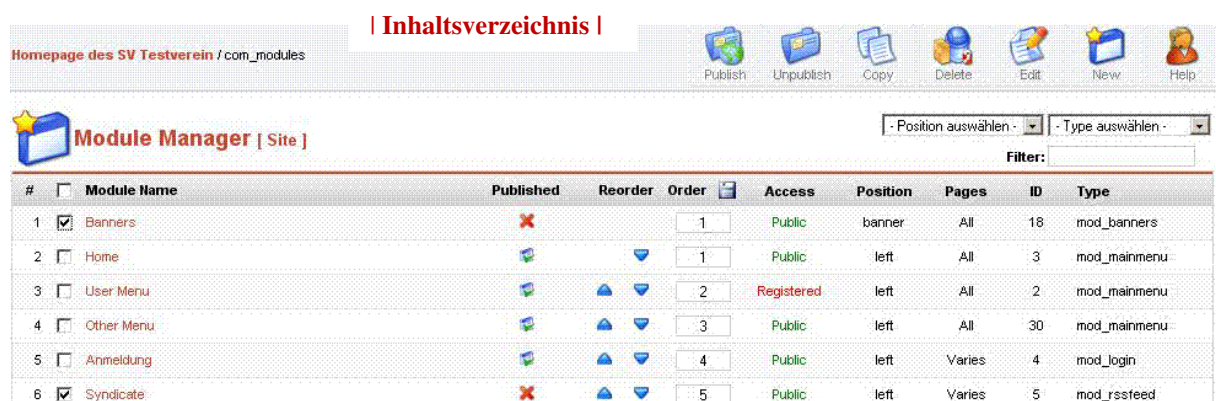 | Inhaltsverzeichnis |
Homepage des SV Testverein / com_modules
Publish Unpublish Copy Delete Edit New Help
Module Manager [ Site ]
- Position auswählen - - Type auswählen -
Filter:
# Module Name Published Reorder Order Access Position Pages ID Type
1 Banners 1 Public banner All 18 mod_banners
2 Home 1 Public left All 3 mod_mainmenu
3 User Menu 2 Registered left All 2 mod_mainmenu
4 Other Menu 3 Public left All 30 mod_mainmenu
5 Anmeldung 4 Public left Varies 4 mod_login
6 Syndicate 5 Public left Varies 5 mod_rssfeed